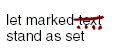 let marked text
stand as set